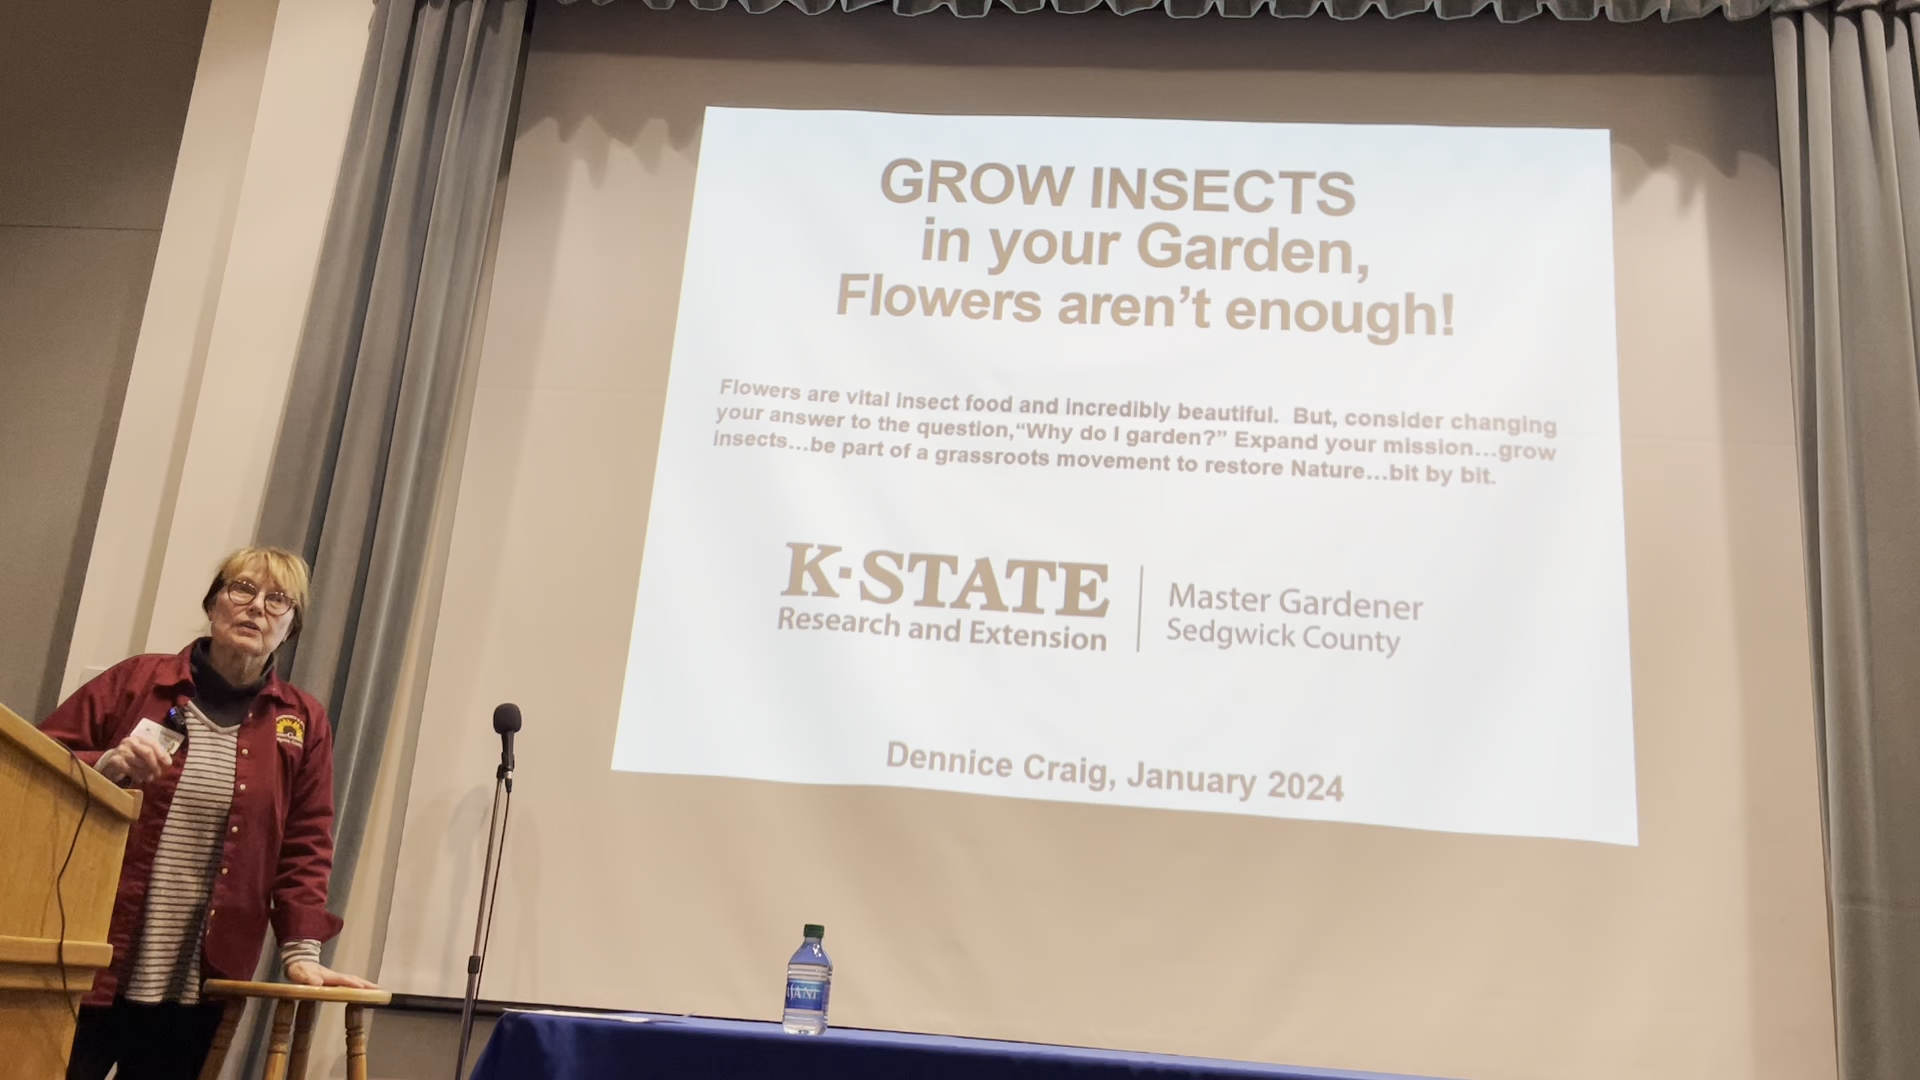 GROW INSECTS
in your Garden,
Flowers aren’t enough!
Flowers are vital insect food and incredibly beautiful.  But, consider changing
your answer to the question,“Why do I garden?” Expand your mission…grow
insects…be part of a grassroots movement to restore Nature…bit by bit.
K-STATE
Research and Extension
Master Gardener
Sedgwick County
Dennice Craig, January 2024